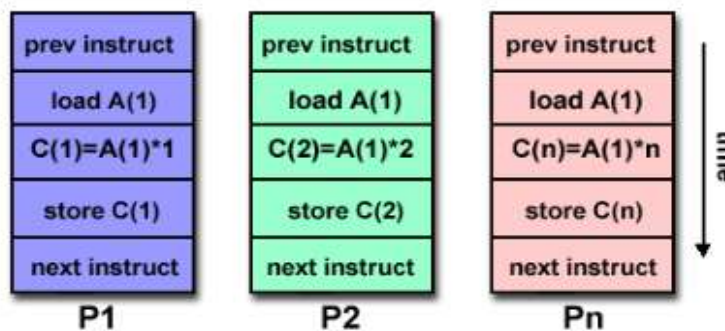 prev instruct
load A(1)
C(1)=A(1)*1
store C(1)
next instruct
P1
prev instruct
load A(1)
C(2)=A(1)*2
store C(2)
next instruct
P2
prev instruct
load A(1)
C(n)=A(1)*n
store C(n)
next instruct
Pn
time